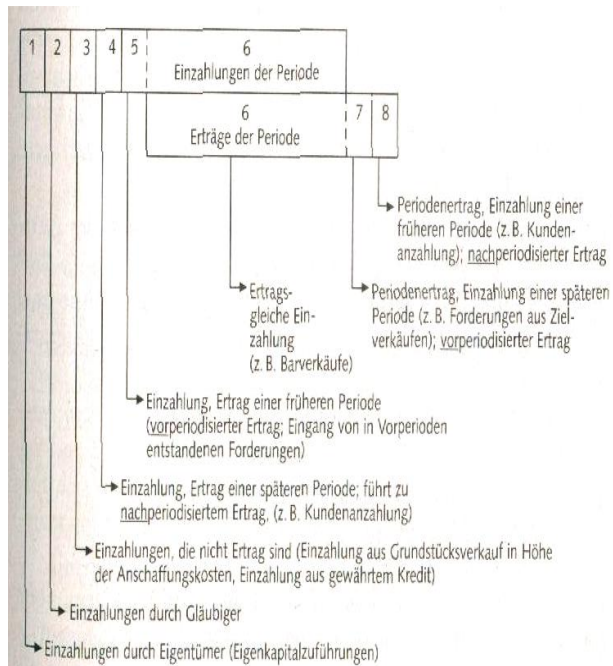 1 2 3 4 5 6
Einzahlungen der Periode
6 7 8
Erträge der Periode
Periodenertrag, Einzahlung einer
früheren Periode (z. B. Kunden-
anzahlung); nachperiodisierter Ertrag
Ertrags-
gleiche Ein-
zahlung
(z. B. Barverkäufe)
Periodenertrag, Einzahlung einer späteren
Periode (z. B. Forderungen aus Ziel-
verkäufen); vorperiodisierter Ertrag
Einzahlung, Ertrag einer früheren Periode
(vorperiodisierter Ertrag; Eingang von in Vorperioden
entstandenen Forderungen)
Einzahlung, Ertrag einer späteren Periode; führt zu
nachperiodisiertem Ertrag, (z. B. Kundenanzahlung)
Einzahlungen, die nicht Ertrag sind (Einzahlung aus Grundstücksverkauf in Höhe
der Anschaffungskosten, Einzahlung aus gewährtem Kredit)
Einzahlungen durch Gläubiger
Einzahlungen durch Eigentümer (Eigenkapitalzuführungen)